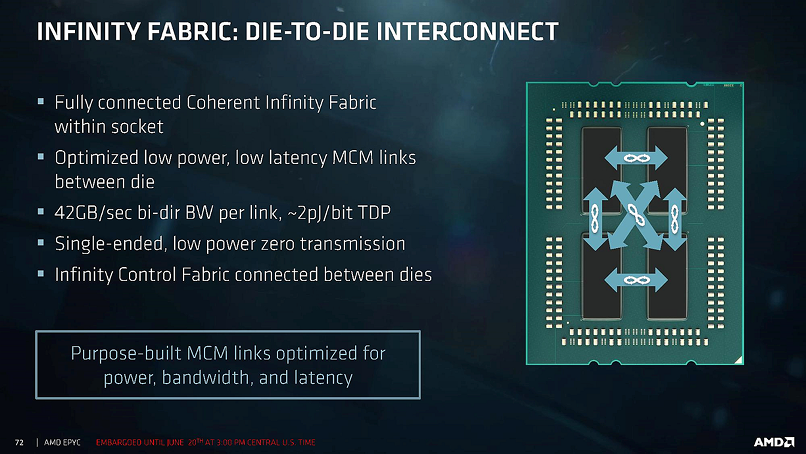 INFINITY FABRIC: DIE-TO-DIE INTERCONNECT
▪ Fully connected Coherent Infinity Fabric
within socket
▪ Optimized low power, low latency MCM links
between die
▪ 42GB/sec bi-dir BW per link, ~2pJ/bit TDP
▪ Single-ended, low power zero transmission
▪ Infinity Control Fabric connected between dies
Purpose-built MCM links optimized for
power, bandwidth, and latency
72 | AMD EPYC EMBARGOED UNTIL JUNE 20TH AT 3:00 PM CENTRAL U.S. TIME
AMD